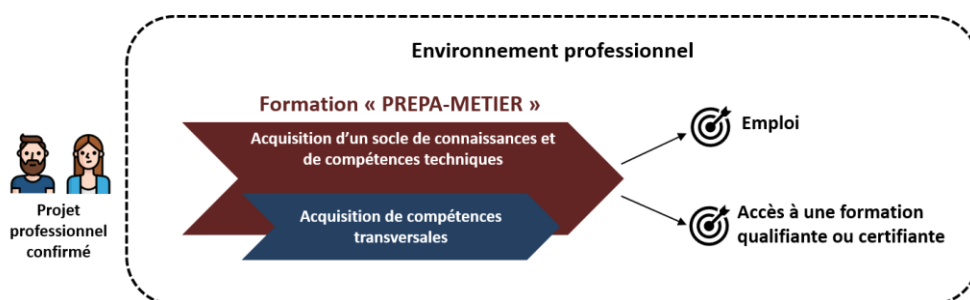 Environnement professionnel
Formation « PREPA-METIER »
Acquisition d’un socle de connaissances et
de compétences techniques
Acquisition de compétences
transversales
Projet
professionnel
confirmé
Emploi
Accès à une formation
qualifiante ou certifiante